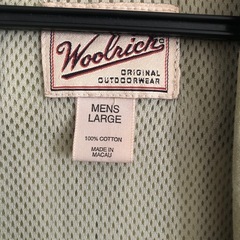 Woolrich
ORIGINAL
OUTDOORWEAR
MENS
LARGE
100% COTTON
MADE IN
MACAU